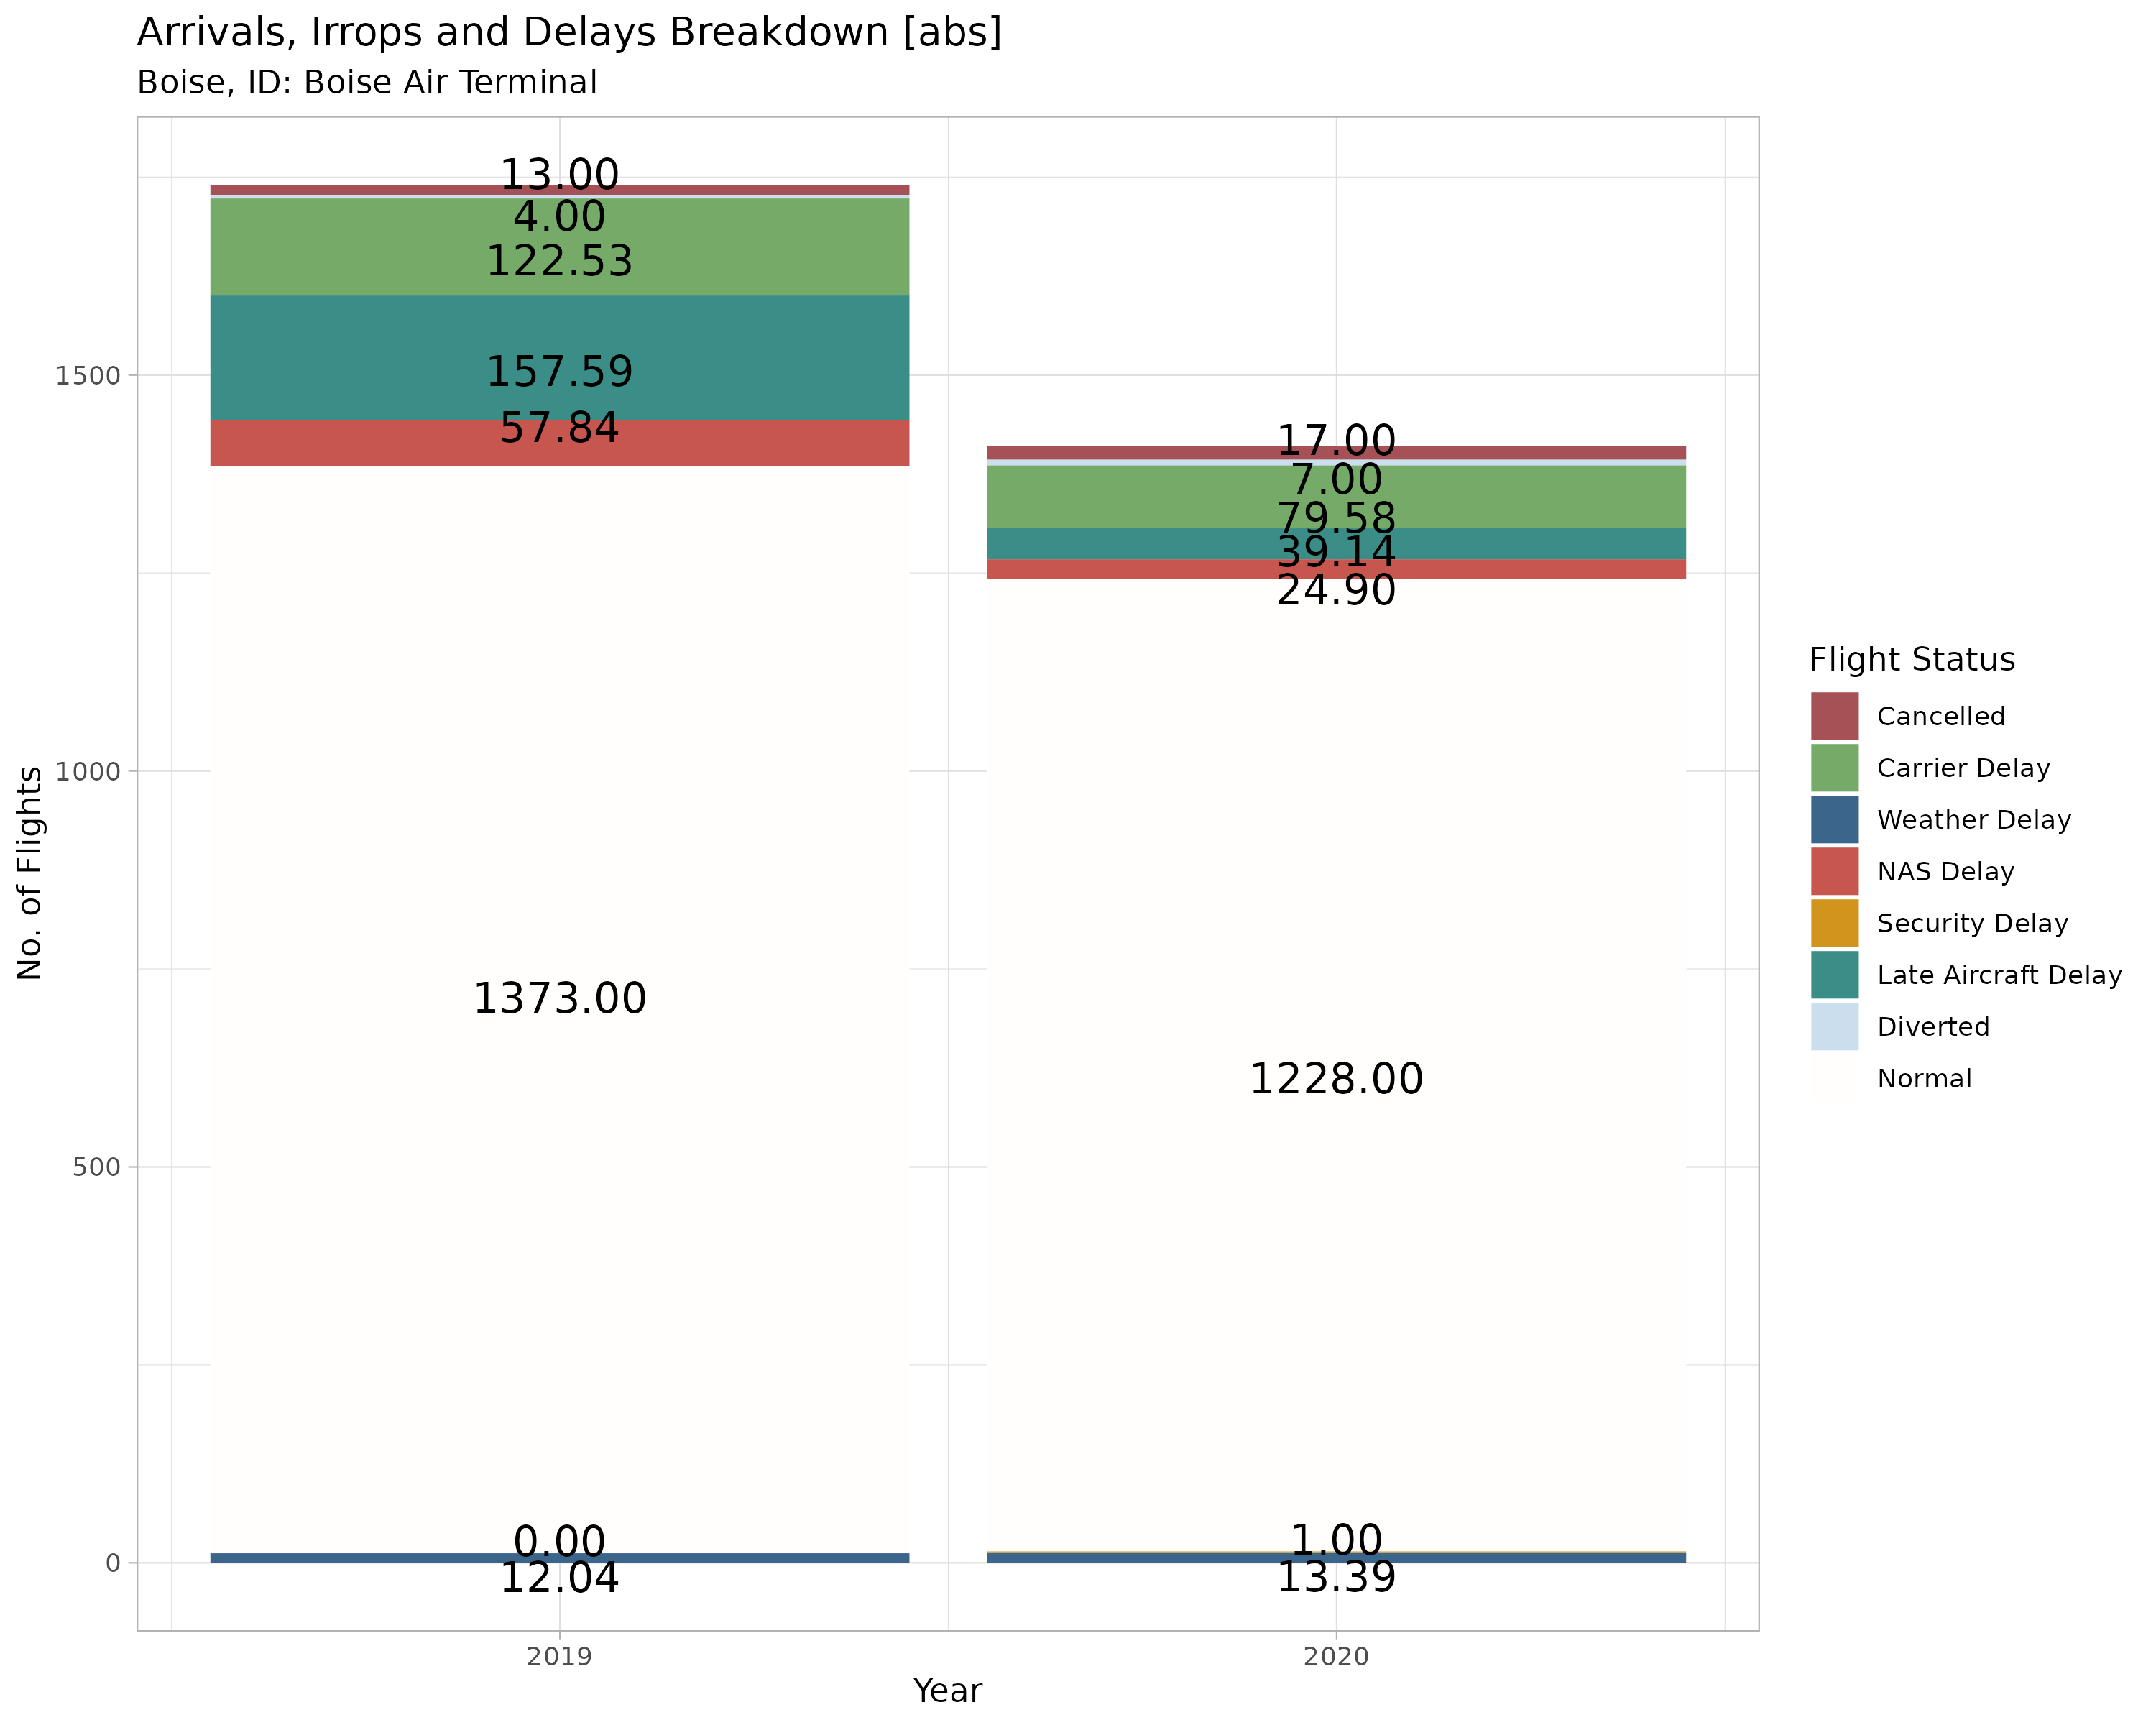 Arrivals, Irrops and Delays Breakdown [abs]
Boise, ID: Boise Air Terminal
No. of Flights
1500
1000
500
0
13.00
4.00
122.53
157.59
57.84
1373.00
0.00
12.04
17.00
7.00
79.58
39.14
24.90
1228.00
1.00
13.39
2019
2020
Year
Flight Status
Cancelled
Carrier Delay
Weather Delay
NAS Delay
Security Delay
Late Aircraft Delay
Diverted
Normal